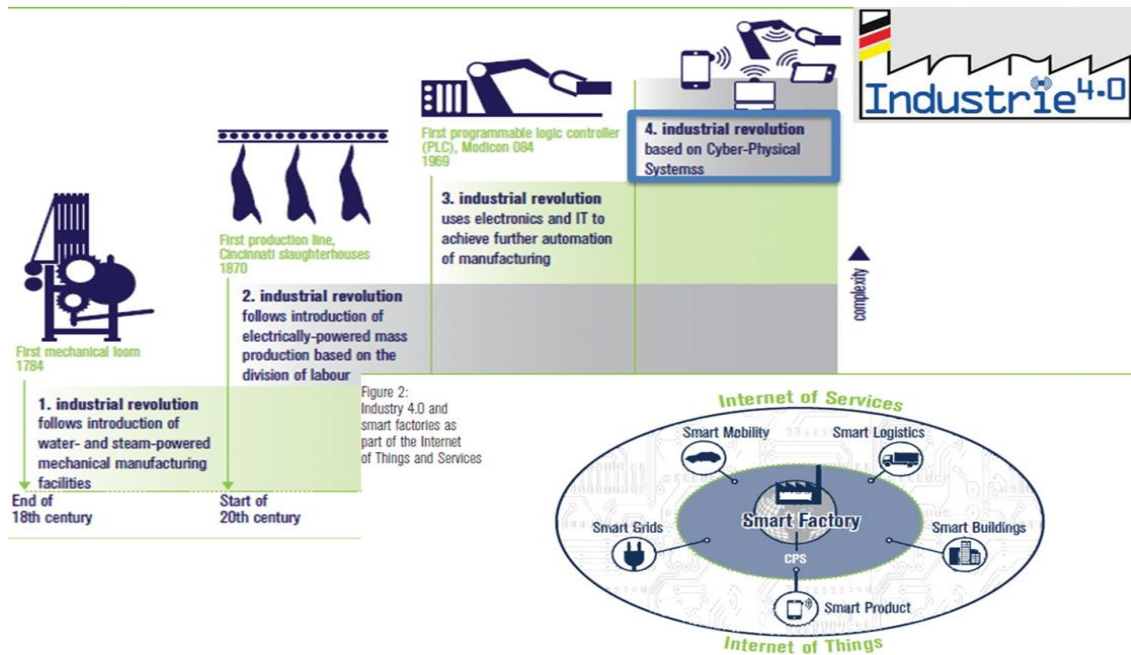 Industrie 4.0
4. industrial revolution
based on Cyber-Physical
Systemss
First programmable logic controller
(PLC), Modicon 084
1969
3. industrial revolution
uses electronics and IT to
achieve further automation
of manufacturing
First production line,
Cincinnati slaughterhouses
1870
2. industrial revolution
follows introduction of
electrically-powered mass
production based on the
division of labour
First mechanical loom
1784
1. industrial revolution
follows introduction of
water- and steam-powered
mechanical manufacturing
facilities
End of
18th century
Start of
20th century
complexity
Figure 2:
Industry 4.0 and
smart factories as
part of the Internet
of Things and Services
Internet of Services
Smart Mobility
Smart Logistics
Smart Factory
Smart Grids
Smart Buildings
CPS
Smart Product
Internet of Things